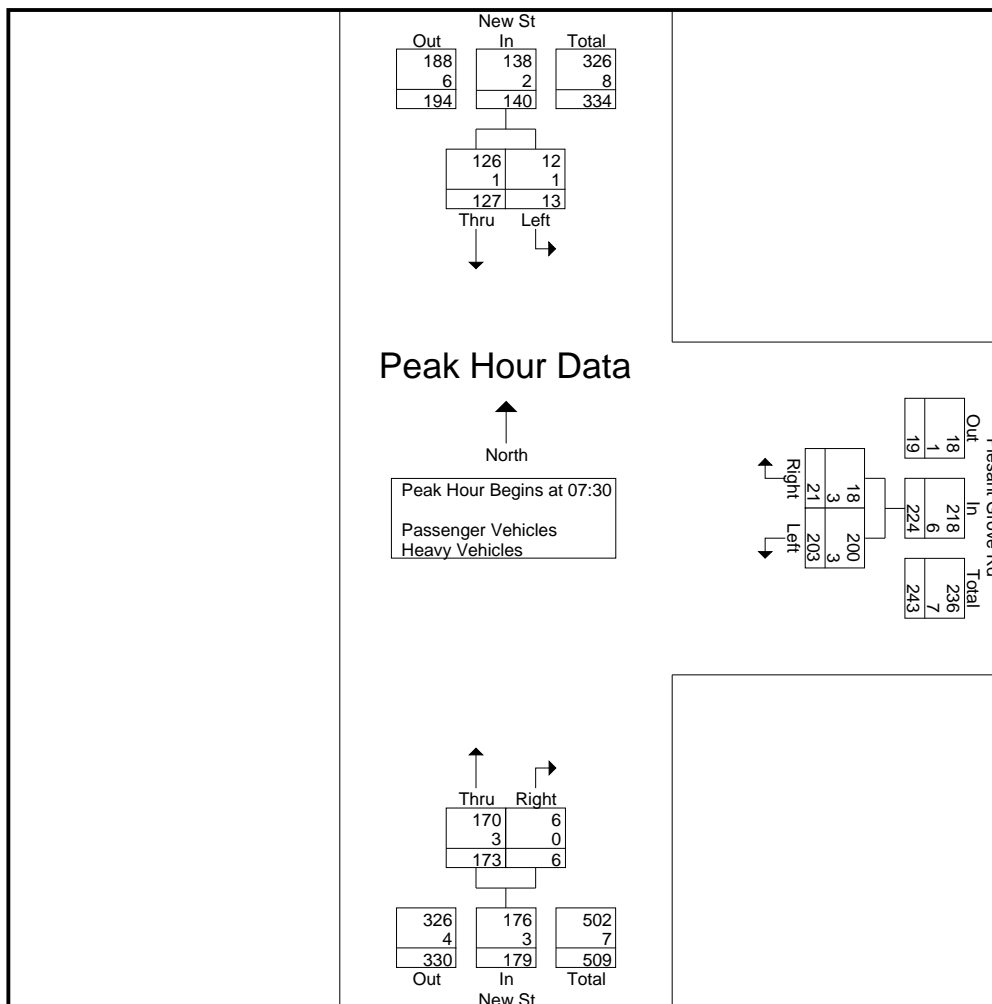 New St
Out In Total
188 138 326
6 2 8
194 140 334
126 12
1 1
127 13
Thru Left
Peak Hour Data
North
Peak Hour Begins at 07:30
Passenger Vehicles
Heavy Vehicles
Right Left
18 200
3 3
21 203
Out In Total
18 218 236
1 6 7
19 224 243
Grove Rd
Thru Right
170 6
3 0
173 6
326 176 502
4 3 7
330 179 509
Out In Total
New St